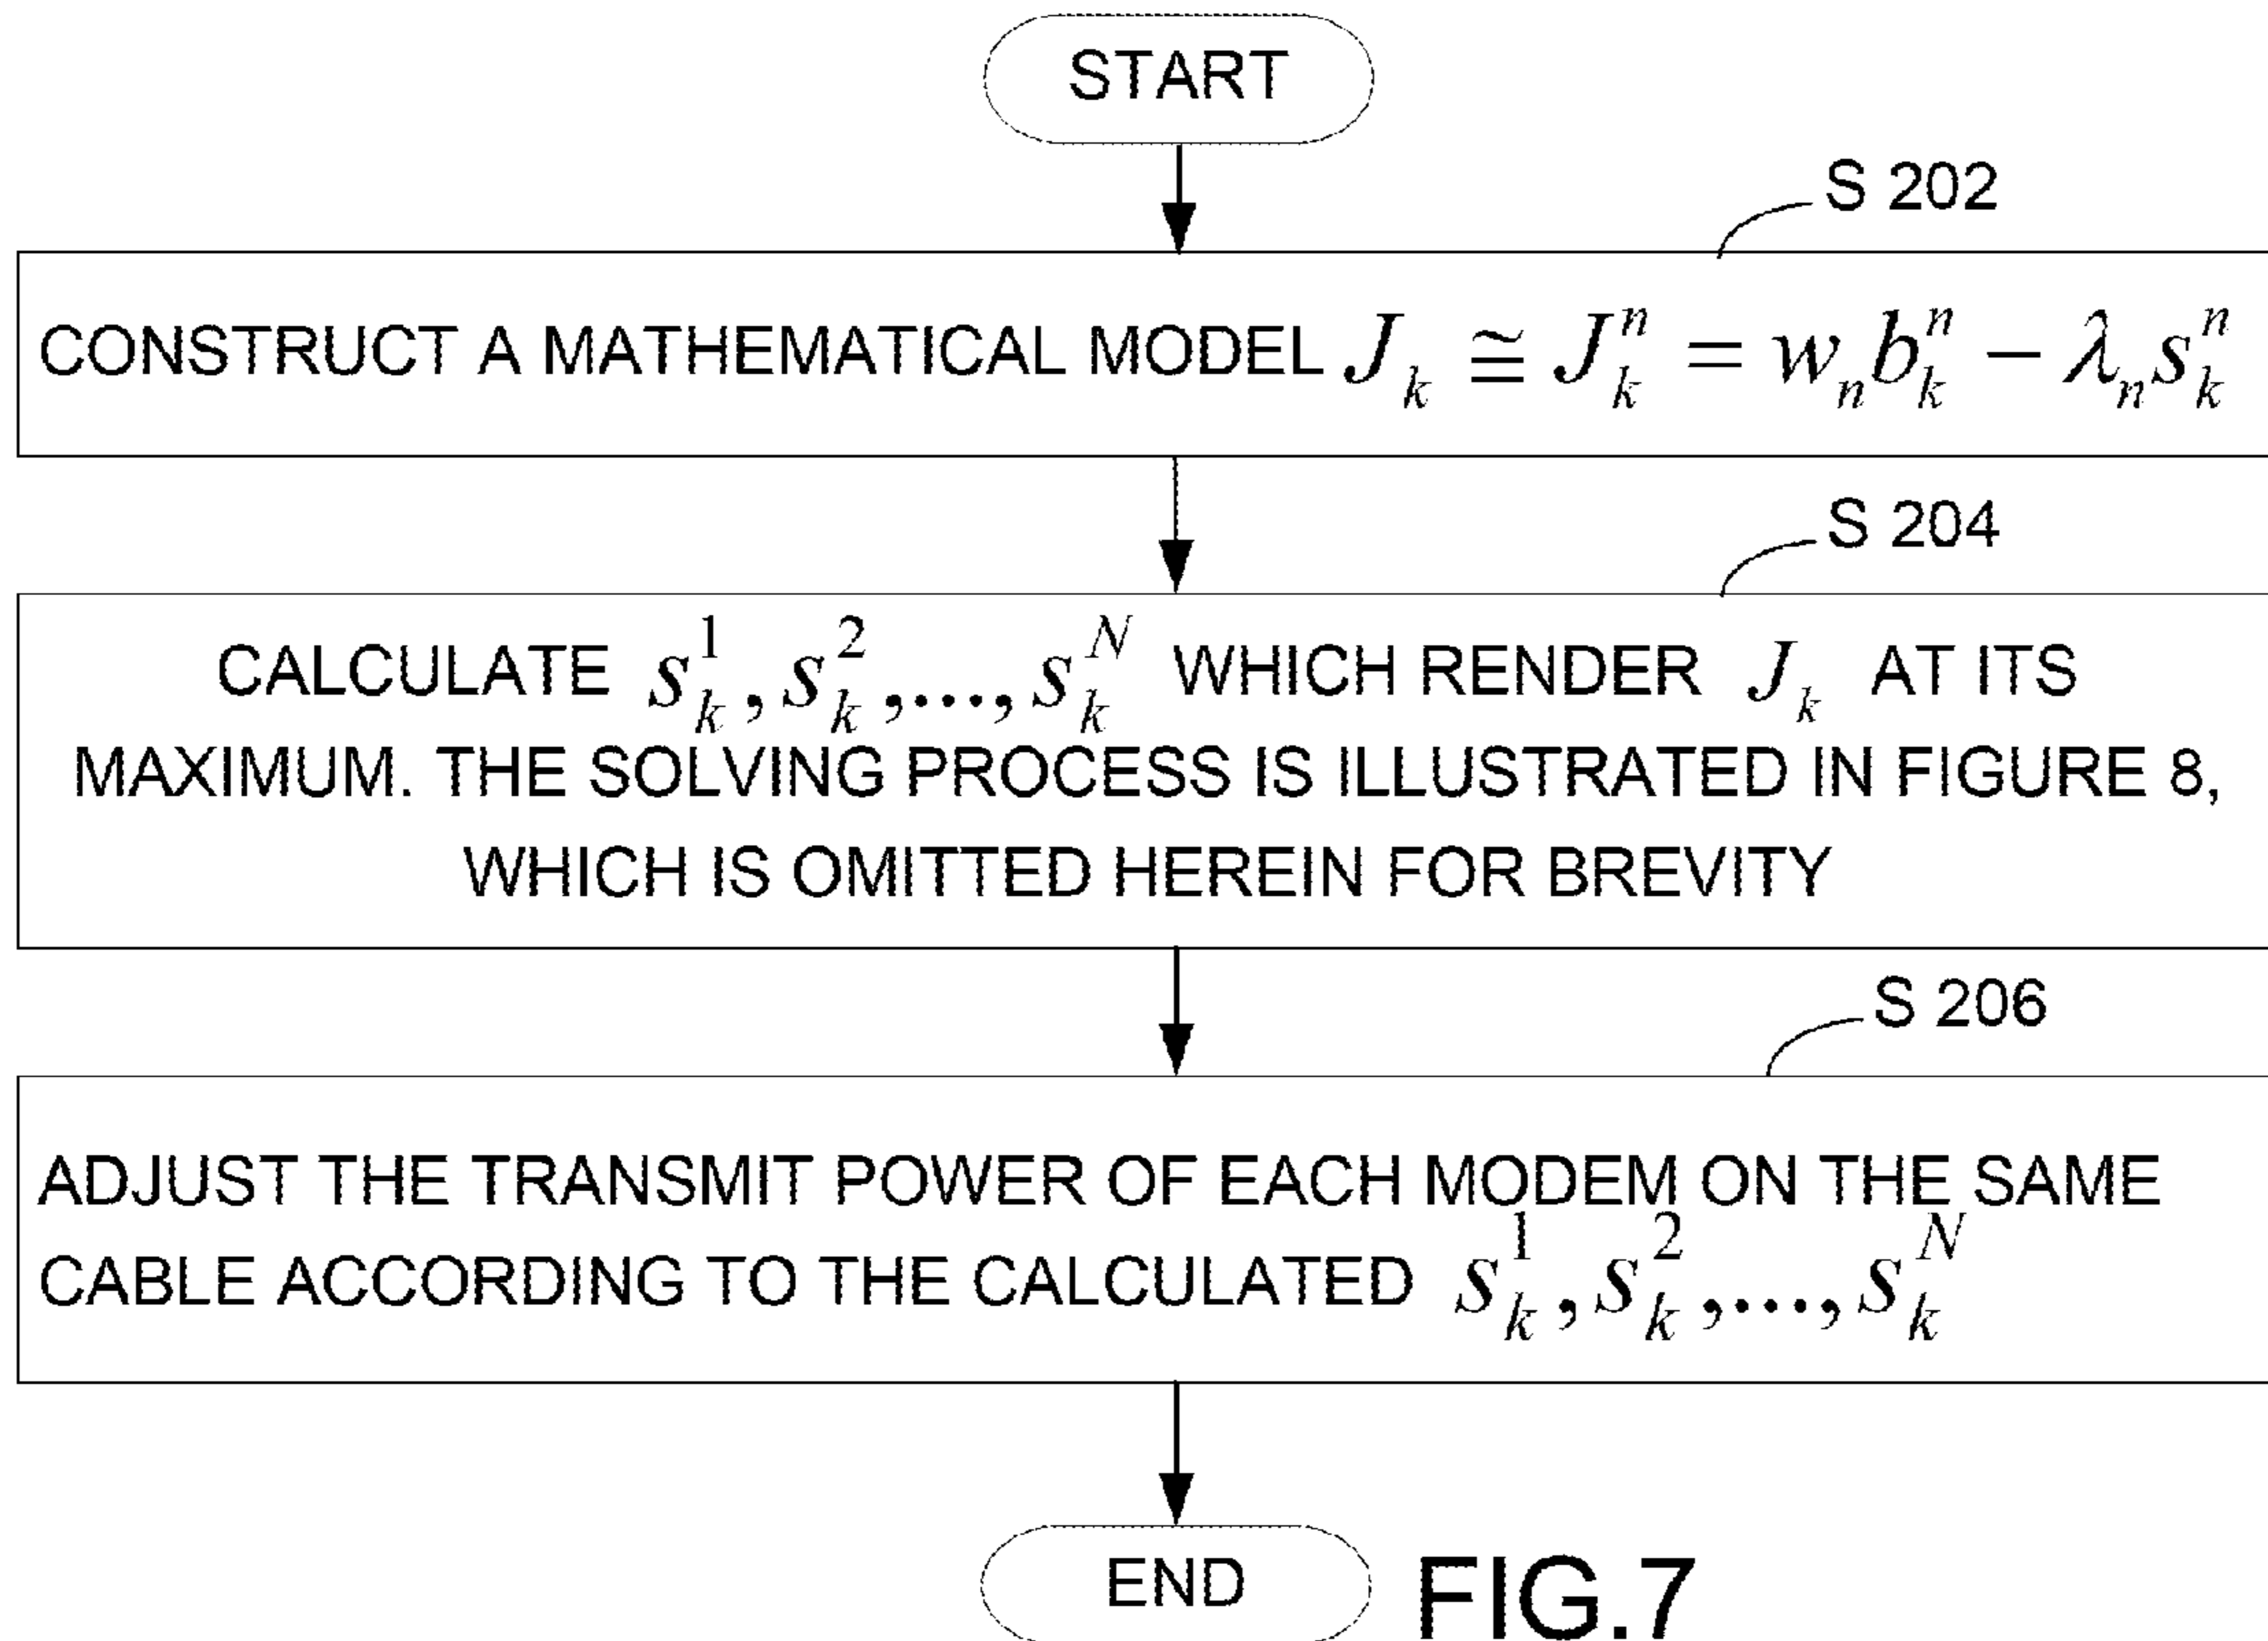 START
S 202
CONSTRUCT A MATHEMATICAL MODEL $J_k \cong J_k^n = w_n b_k^n - \lambda_n s_k^n$
S 204
CALCULATE $s_k^1, s_k^2, ..., s_k^N$ WHICH RENDER $J_k$ AT ITS
MAXIMUM. THE SOLVING PROCESS IS ILLUSTRATED IN FIGURE 8,
WHICH IS OMITTED HEREIN FOR BREVITY
S 206
ADJUST THE TRANSMIT POWER OF EACH MODEM ON THE SAME
CABLE ACCORDING TO THE CALCULATED $s_k^1, s_k^2, ..., s_k^N$
END
FIG.7